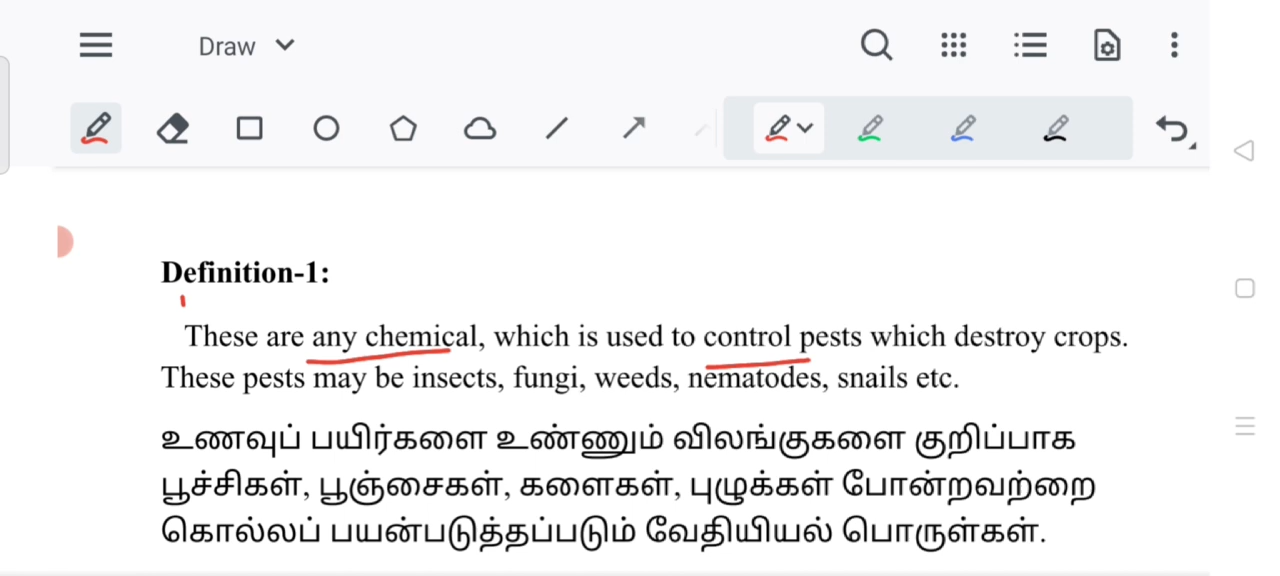 Draw
Definition-1:
These are any chemical, which is used to control pests which destroy crops.
These pests may be insects, fungi, weeds, nematodes, snails etc.
உணவுப் பயிர்களை உண்ணும் விலங்குகளை குறிப்பாக
பூச்சிகள், பூஞ்சைகள், களைகள், புழுக்கள் போன்றவற்றை
கொல்லப் பயன்படுத்தப்படும் வேதியியல் பொருள்கள்.